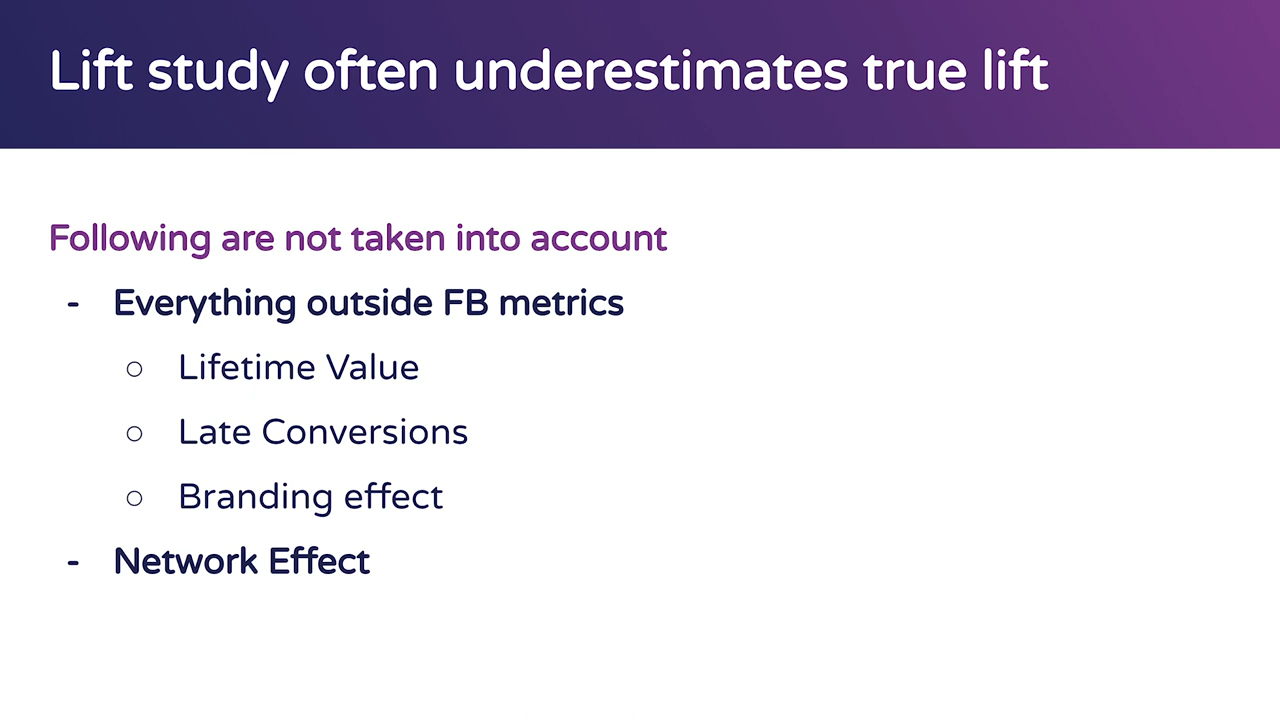 Lift study often underestimates true lift
Following are not taken into account
- Everything outside FB metrics
○ Lifetime Value
○ Late Conversions
○ Branding effect
- Network Effect